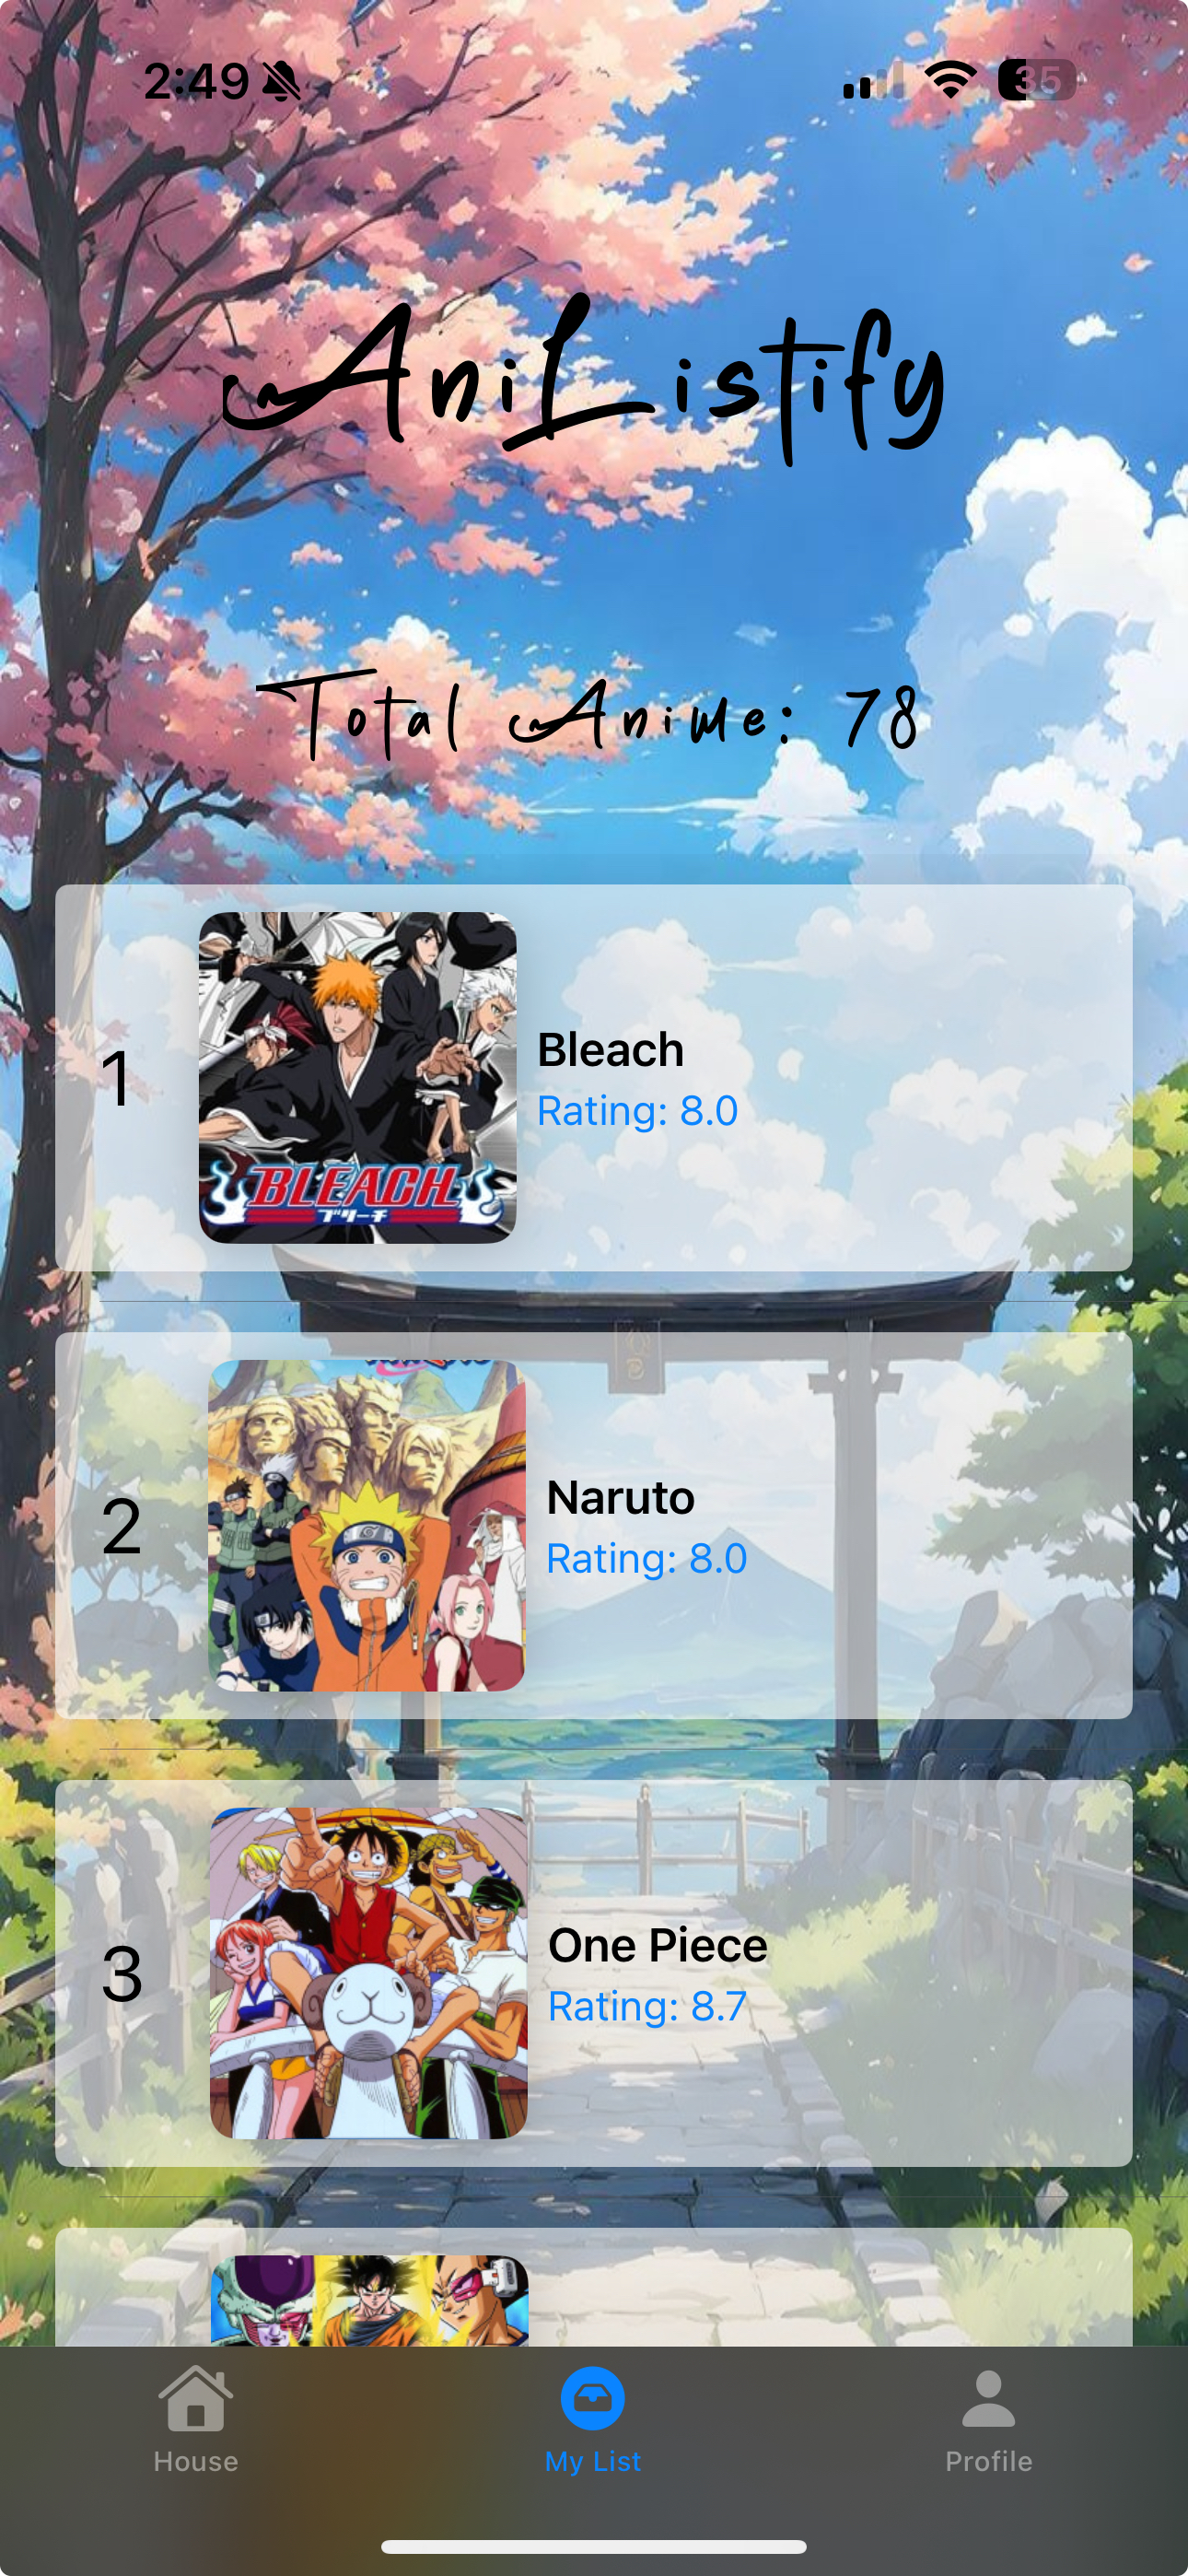 2:49
35
AniListify
Total Anime: 78
1
BLEACH
ブリーチ
Bleach
Rating: 8.0
2
Naruto
Rating: 8.0
3
One Piece
Rating: 8.7
House
My List
Profile